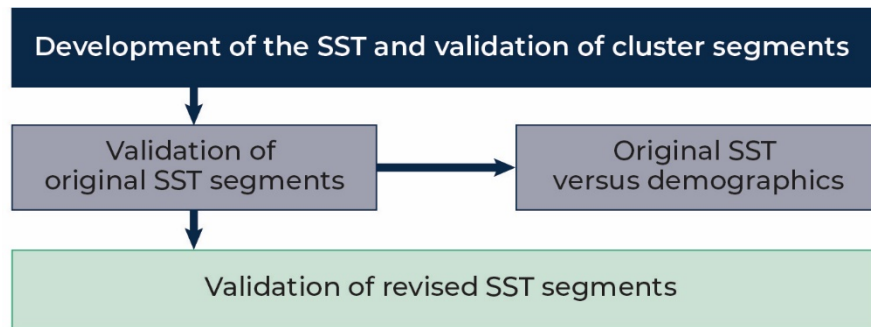 Development of the SST and validation of cluster segments
Validation of
original SST segments
Original SST
versus demographics
Validation of revised SST segments